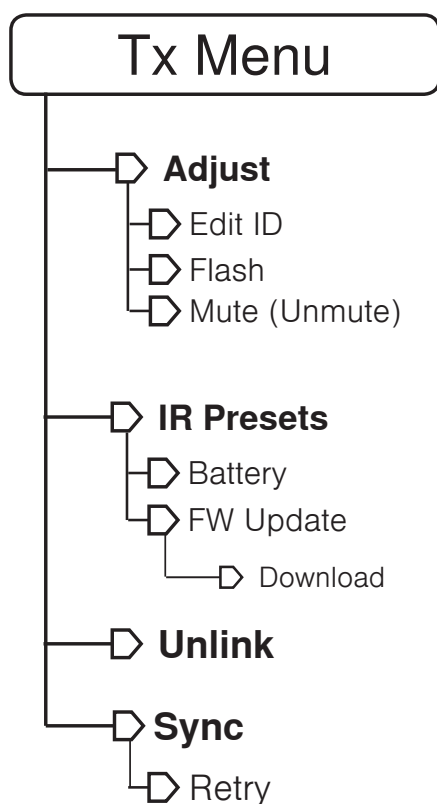 Tx Menu
Adjust
Edit ID
Flash
Mute (Unmute)
IR Presets
Battery
FW Update
Download
Unlink
Sync
Retry